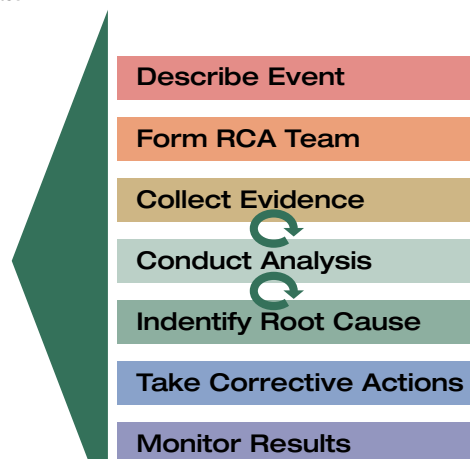 Describe Event
Form RCA Team
Collect Evidence
Conduct Analysis
Indentify Root Cause
Take Corrective Actions
Monitor Results